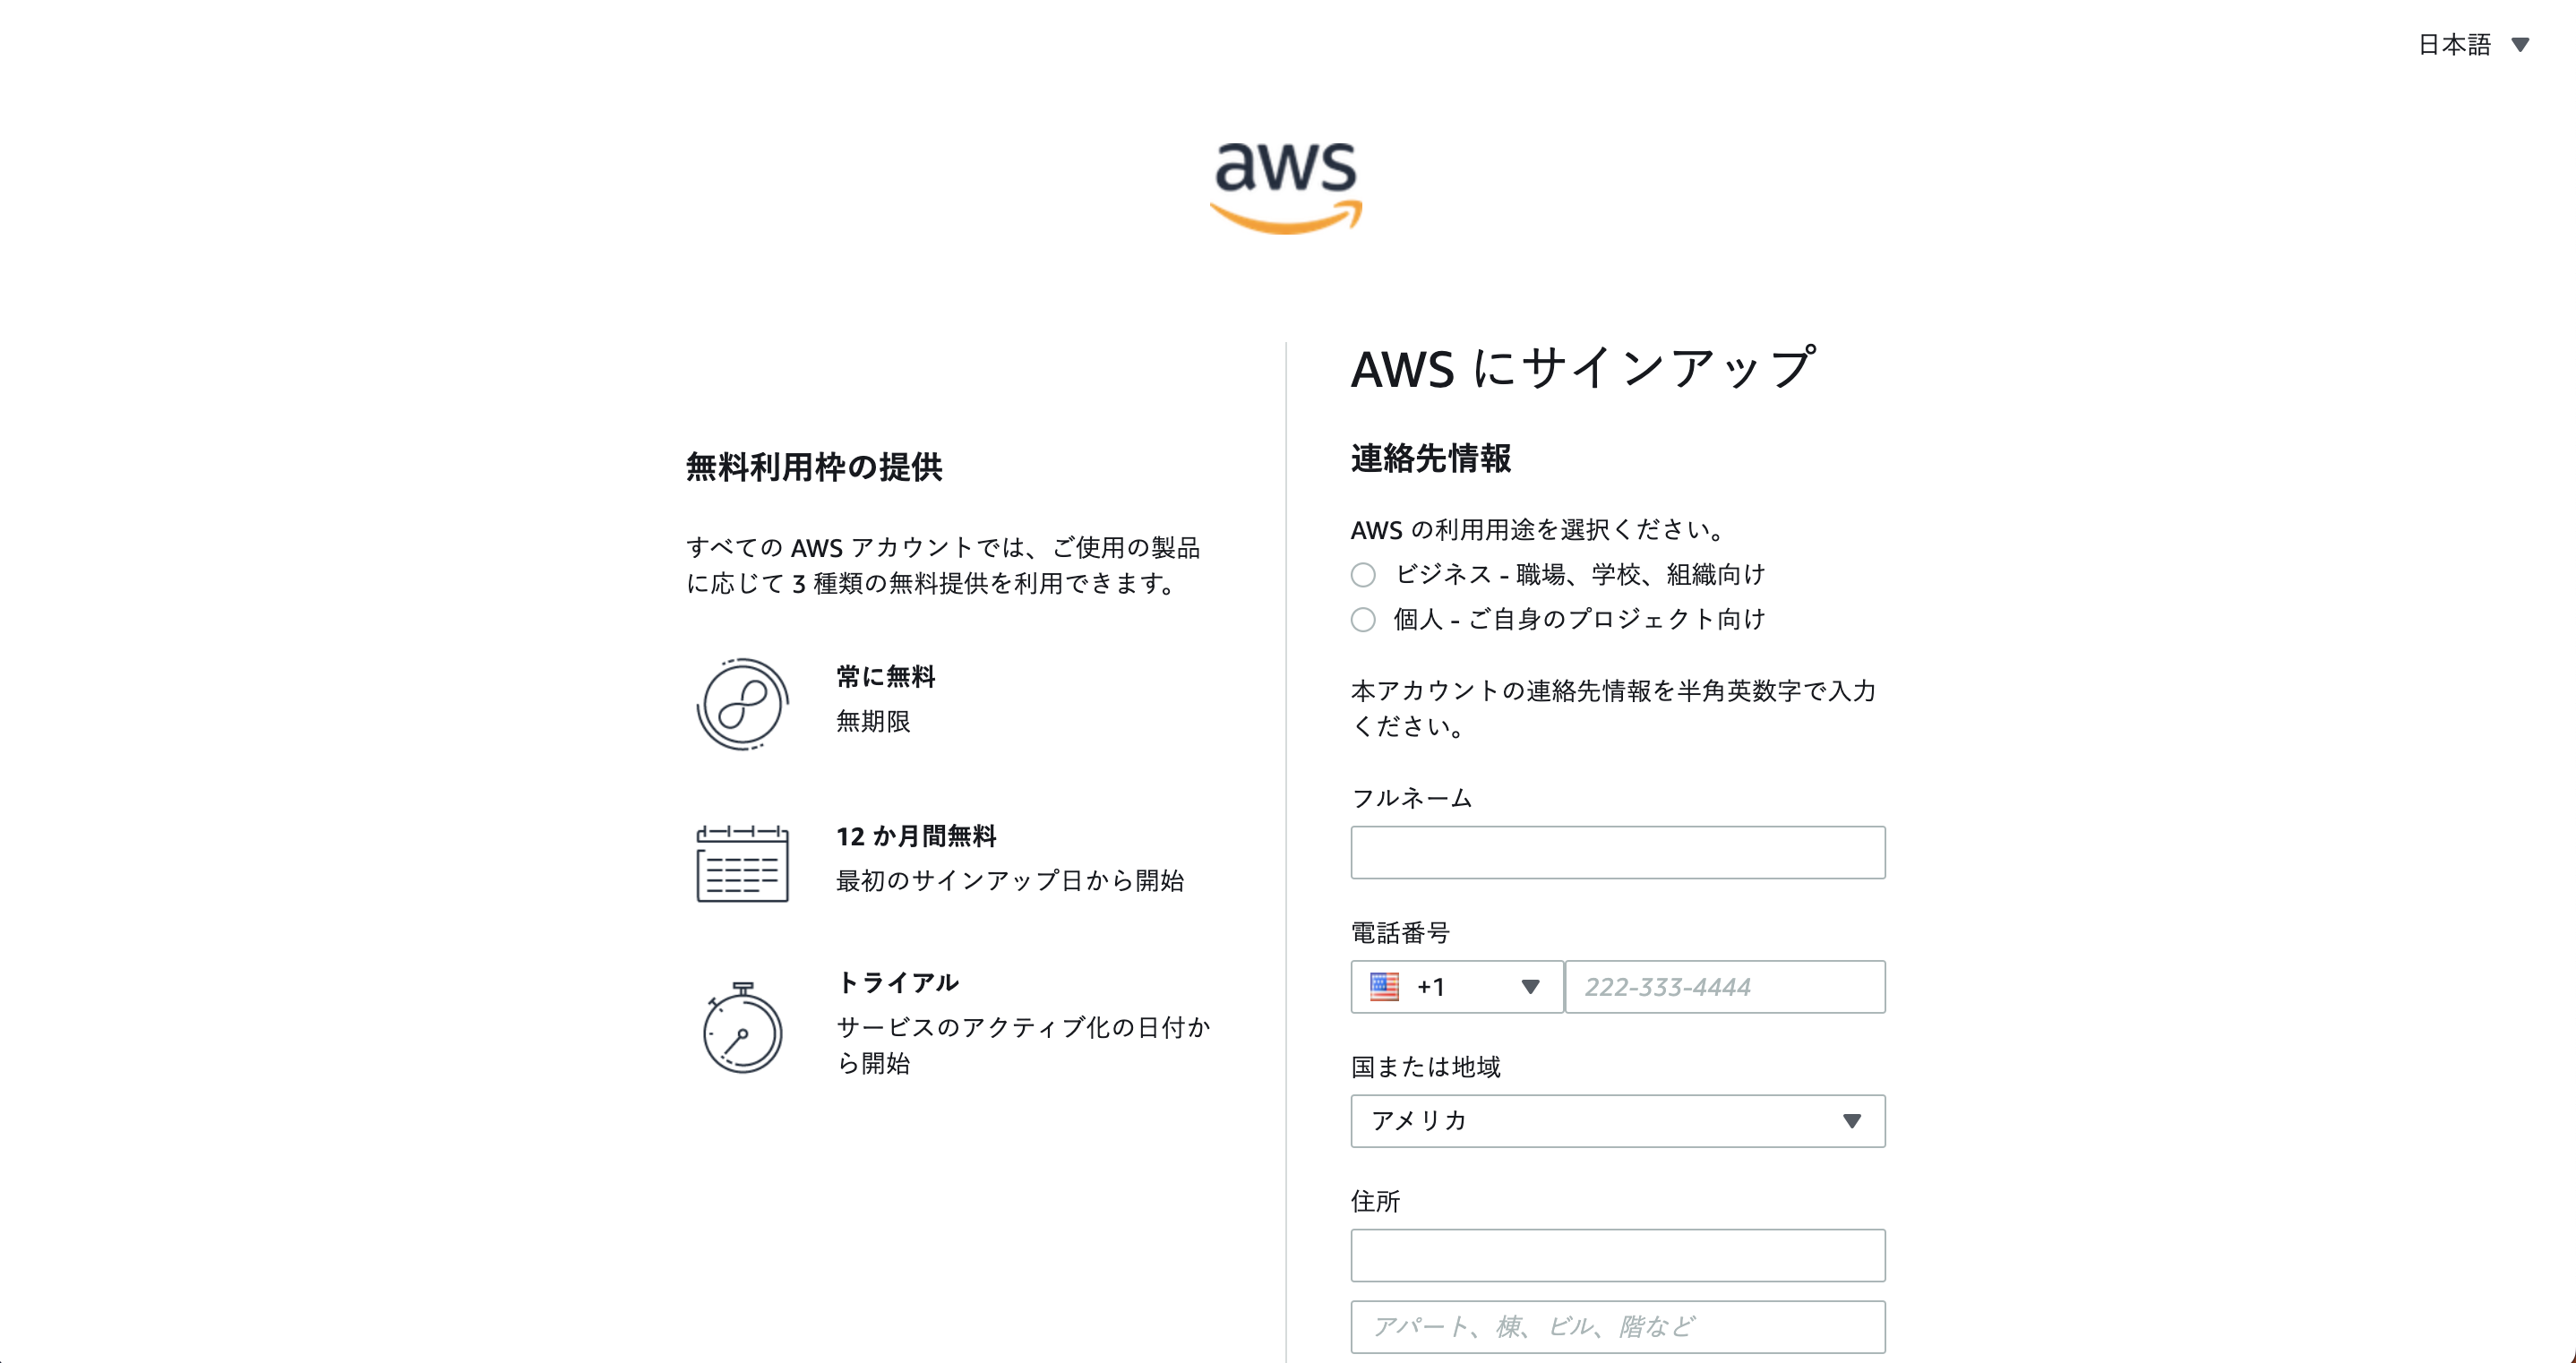 日本語
aws
無料利用枠の提供
すべての AWS アカウントでは、ご使用の製品
に応じて 3 種類の無料提供を利用できます。
常に無料
無期限
12 か月間無料
最初のサインアップ日から開始
トライアル
サービスのアクティブ化の日付か
ら開始
AWS にサインアップ
連絡先情報
AWS の利用用途を選択ください。
ビジネス - 職場、学校、組織向け
個人 - ご自身のプロジェクト向け
本アカウントの連絡先情報を半角英数字で入力
ください。
フルネーム
電話番号
+1 222-333-4444
国または地域
アメリカ
住所
アパート、棟、ビル、階など